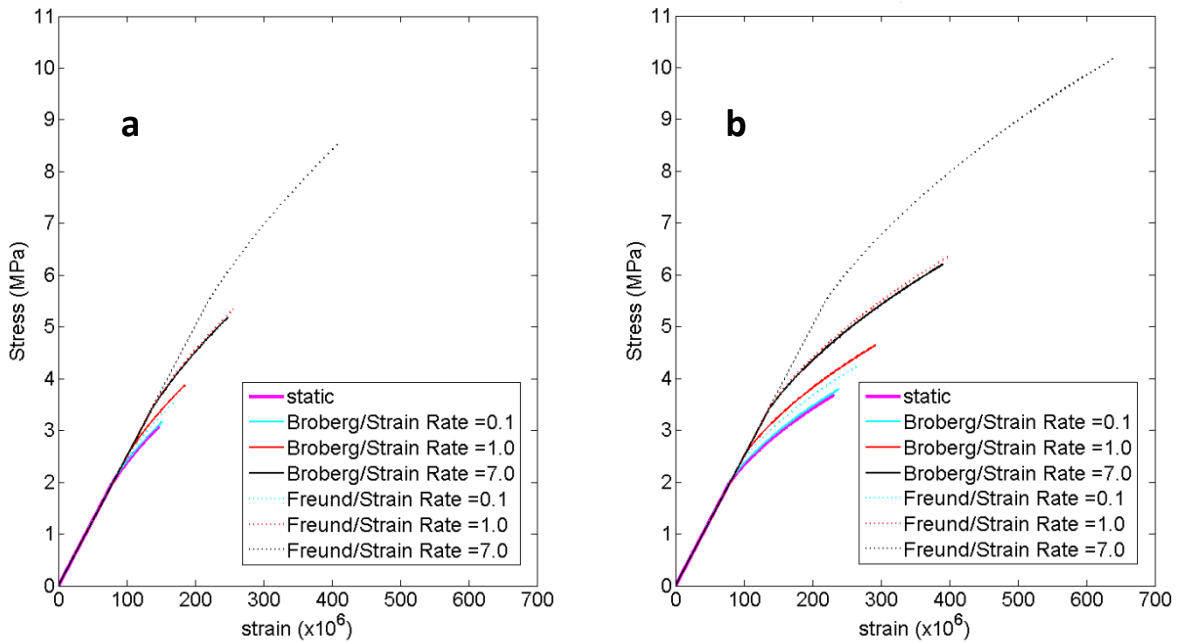 a
11
10
9
8
7
6
5
4
3
2
1
0
Stress (MPa)
0 100 200 300 400 500 600 700
strain (x10^6)
static
Broberg/Strain Rate =0.1
Broberg/Strain Rate =1.0
Broberg/Strain Rate =7.0
Freund/Strain Rate =0.1
Freund/Strain Rate =1.0
Freund/Strain Rate =7.0
b
11
10
9
8
7
6
5
4
3
2
1
0
Stress (MPa)
0 100 200 300 400 500 600 700
strain (x10^6)
static
Broberg/Strain Rate =0.1
Broberg/Strain Rate =1.0
Broberg/Strain Rate =7.0
Freund/Strain Rate =0.1
Freund/Strain Rate =1.0
Freund/Strain Rate =7.0